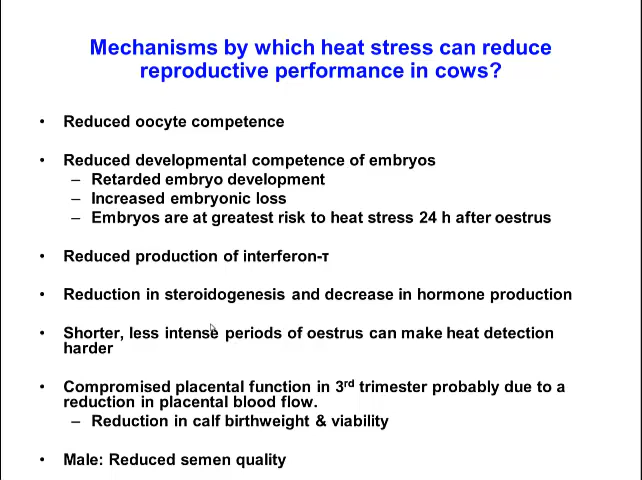 Mechanisms by which heat stress can reduce
reproductive performance in cows?
• Reduced oocyte competence
• Reduced developmental competence of embryos
– Retarded embryo development
– Increased embryonic loss
– Embryos are at greatest risk to heat stress 24 h after oestrus
• Reduced production of interferon-τ
• Reduction in steroidogenesis and decrease in hormone production
• Shorter, less intense periods of oestrus can make heat detection
harder
• Compromised placental function in 3rd trimester probably due to a
reduction in placental blood flow.
– Reduction in calf birthweight & viability
• Male: Reduced semen quality